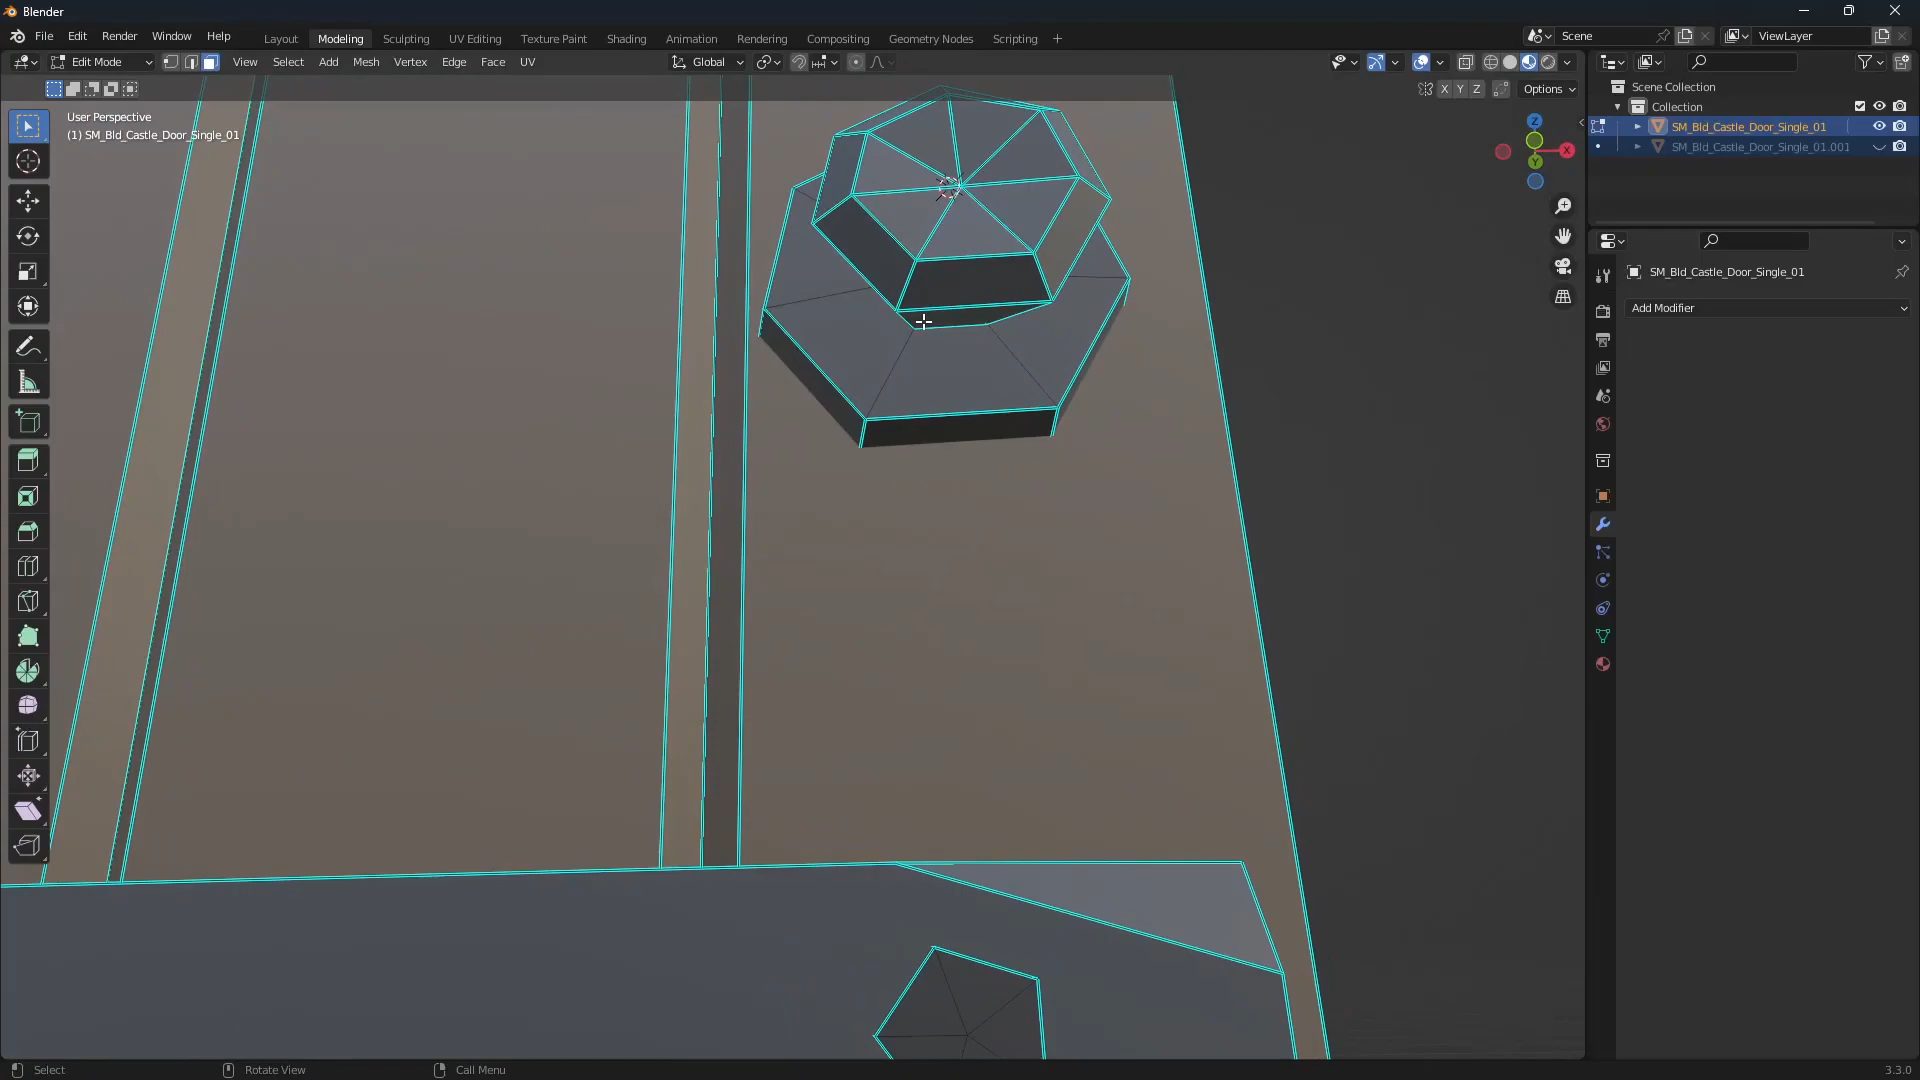 Blender
File Edit Render Window Help
Layout Modeling Sculpting UV Editing Texture Paint Shading Animation Rendering Compositing Geometry Nodes Scripting +
Scene
ViewLayer
Edit Mode
View Select Add Mesh Vertex Edge Face UV
Global
X Y Z
Options
User Perspective
(1) SM_Bld_Castle_Door_Single_01
Z
X
Y
Scene Collection
Collection
SM_Bld_Castle_Door_Single_01
SM_Bld_Castle_Door_Single_01.001
SM_Bld_Castle_Door_Single_01
Add Modifier
Select
Rotate View
Call Menu
3.3.0